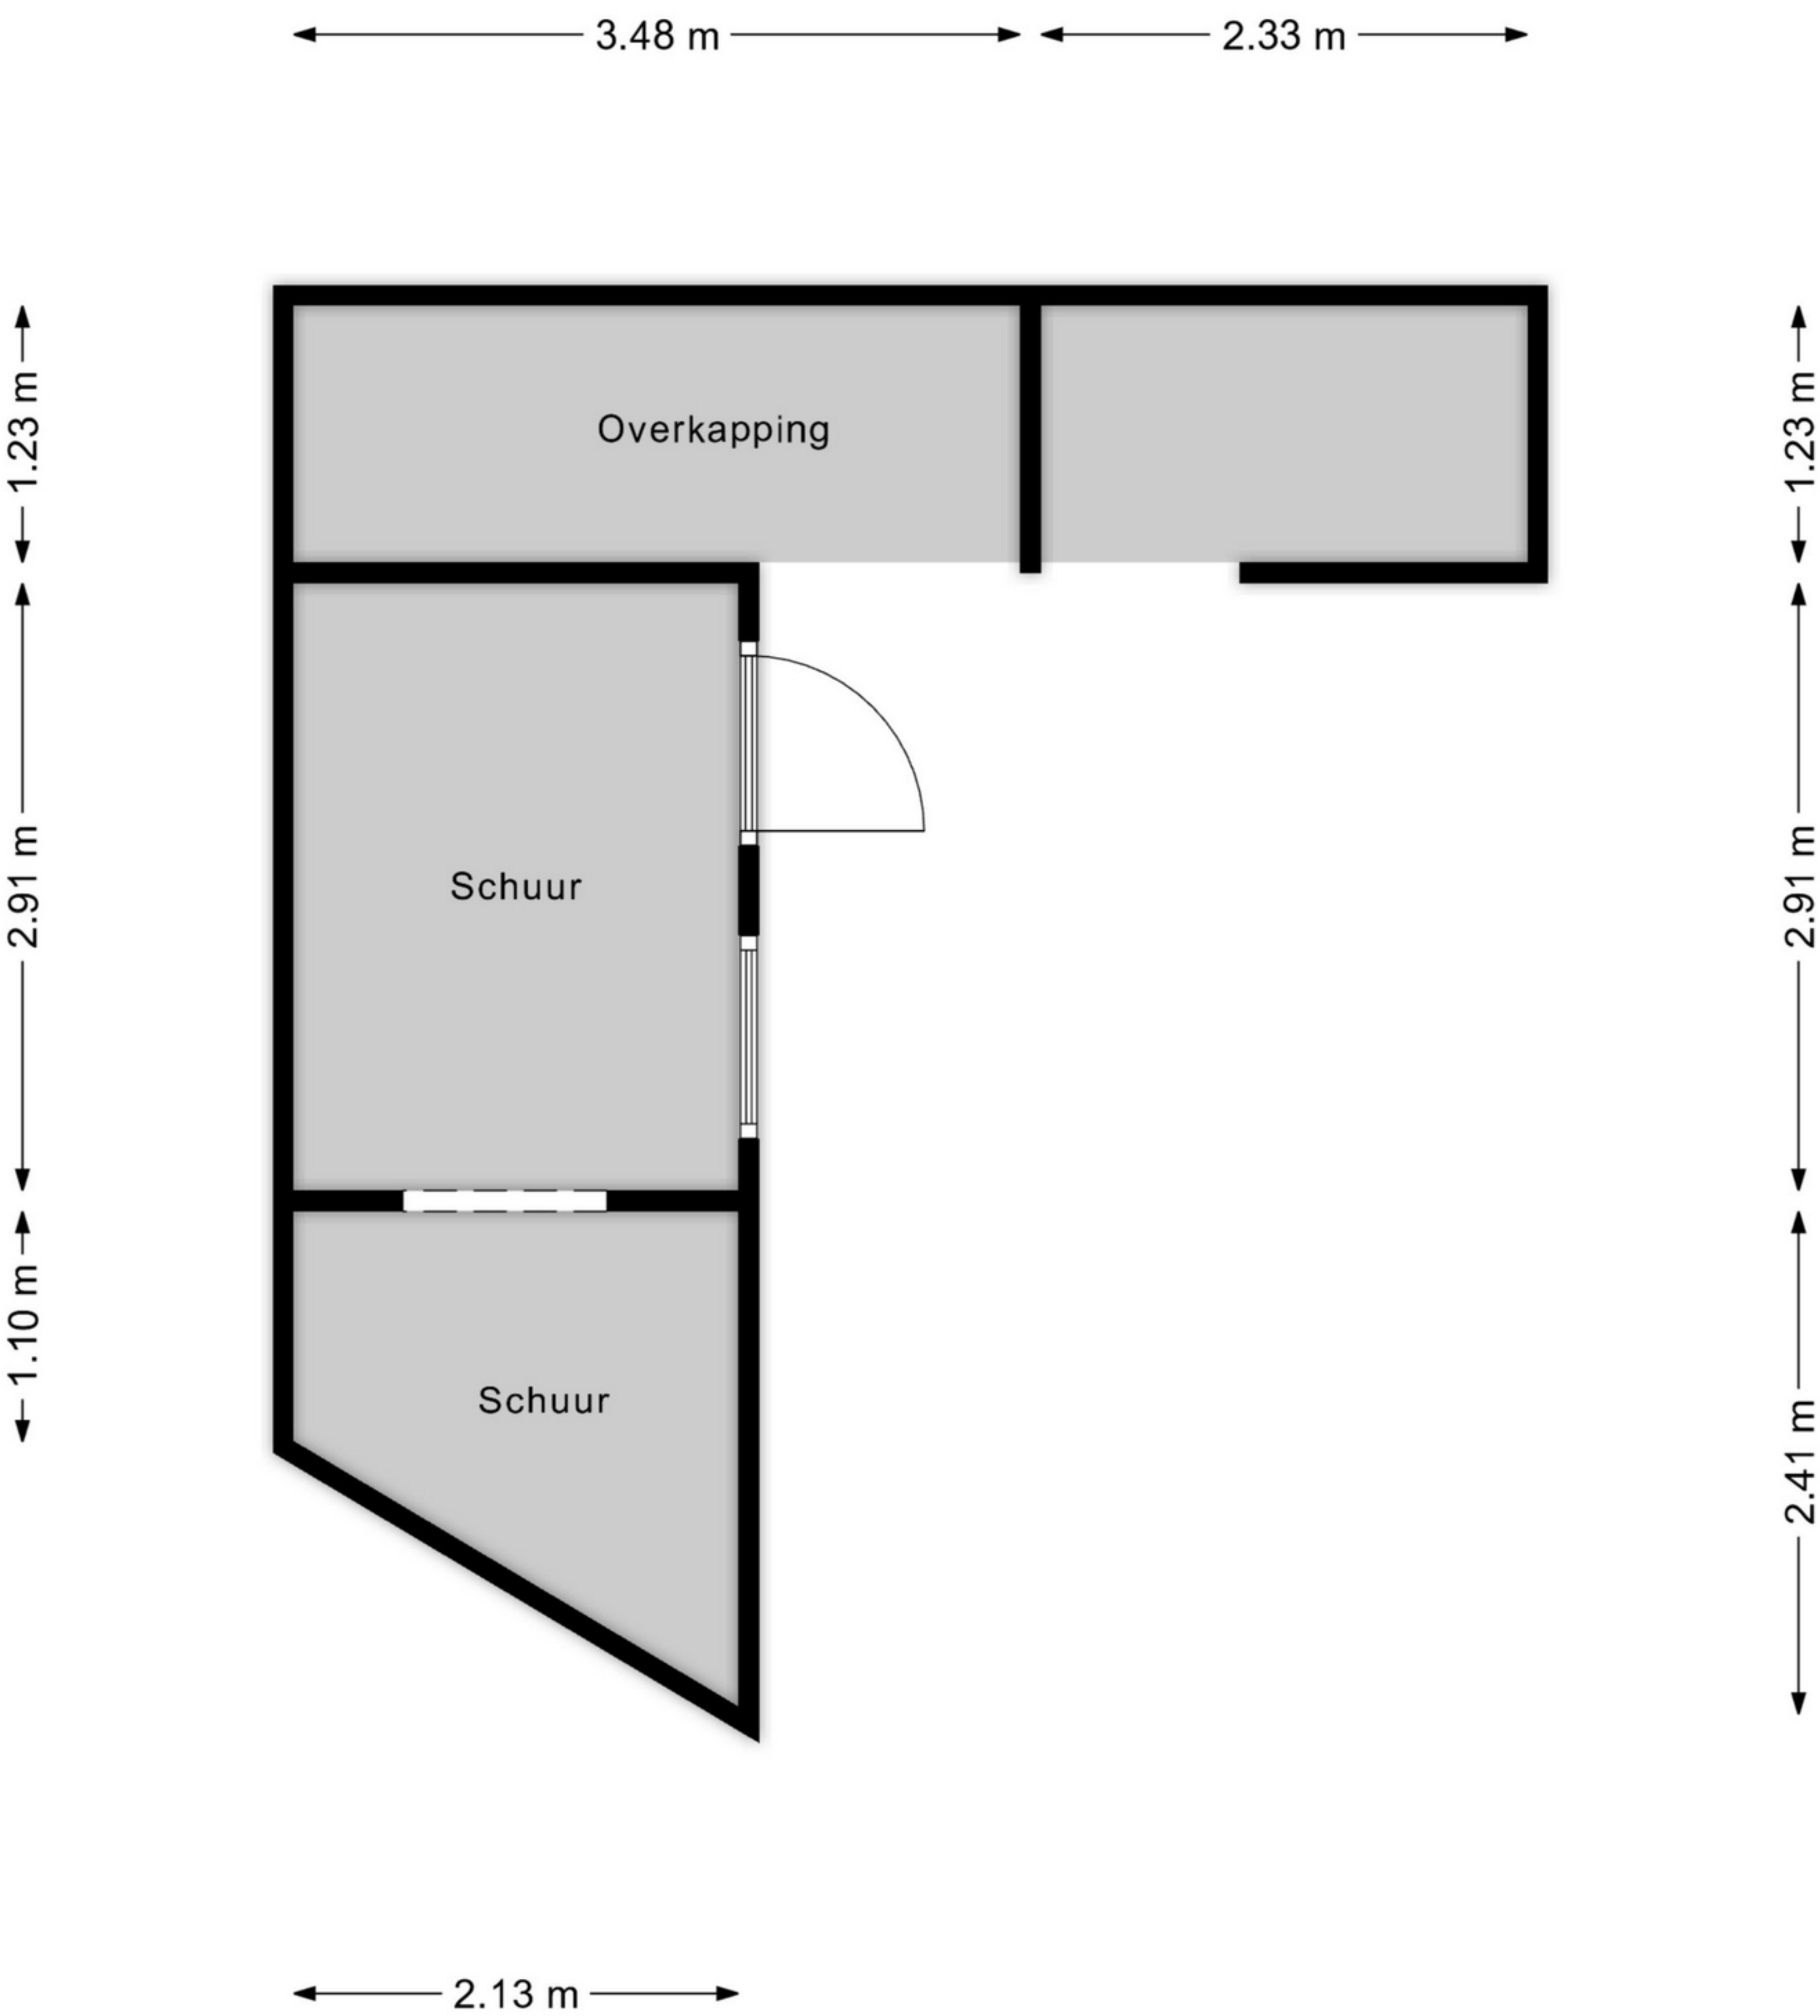 3.48 m
2.33 m
1.23 m
1.23 m
Overkapping
2.91 m
2.91 m
Schuur
1.10 m
Schuur
2.41 m
2.13 m